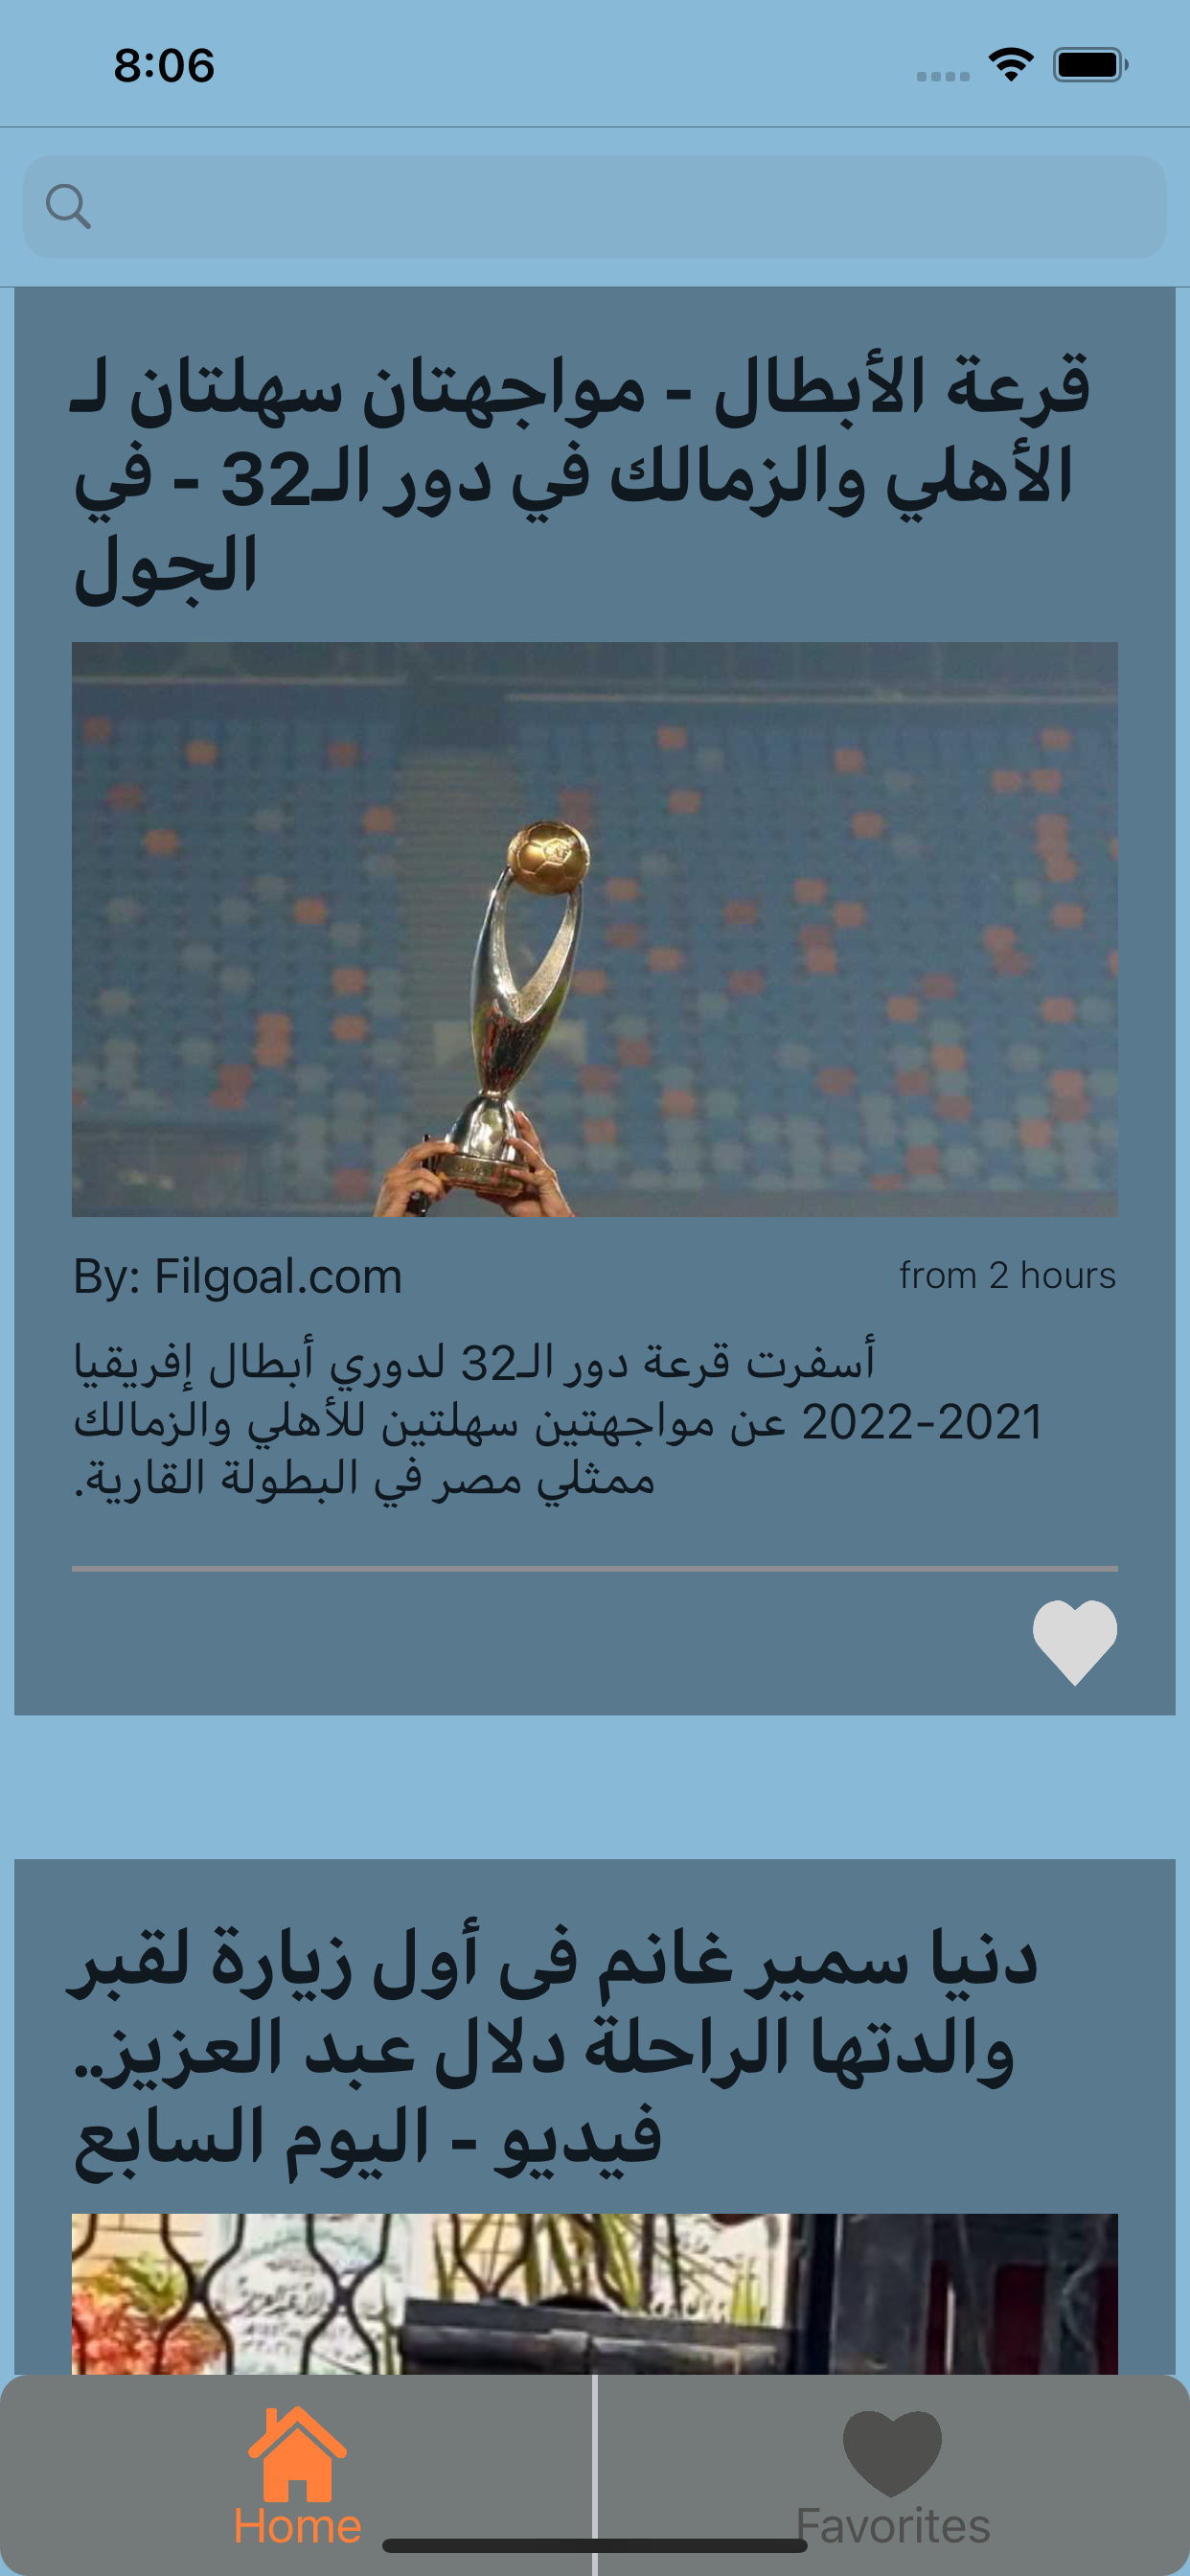 8:06
قرعة الأبطال - مواجهتان سهلتان لـ
الأهلي والزمالك في دور الـ32 - في
الجول
By: Filgoal.com
from 2 hours
أسفرت قرعة دور الـ32 لدوري أبطال إفريقيا
2022-2021 عن مواجهتين سهلتين للأهلي والزمالك
ممثلي مصر في البطولة القارية.
دنيا سمير غانم فى أول زيارة لقبر
والدتها الراحلة دلال عبد العزيز..
فيديو - اليوم السابع
Home
Favorites